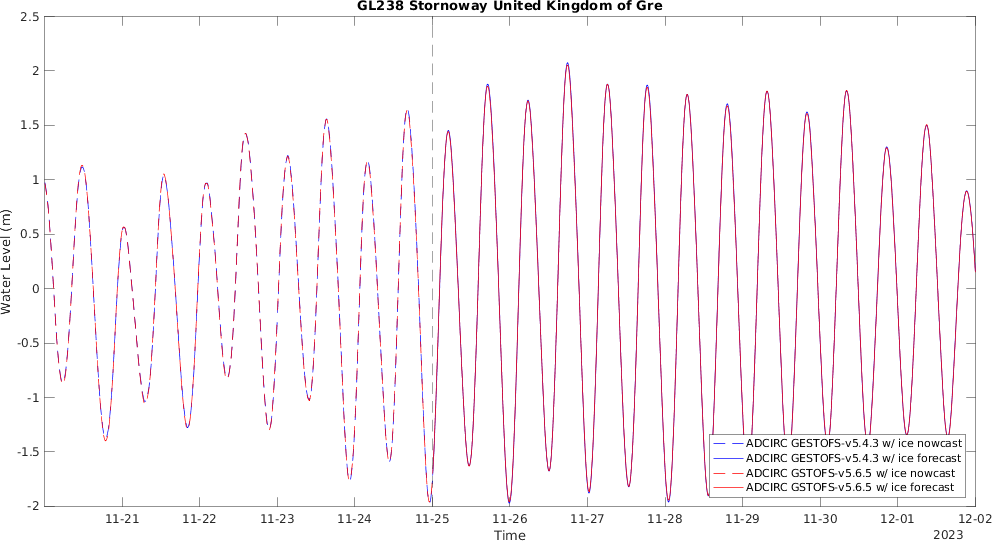 GL238 Stornoway United Kingdom of Gre
2.5
2
1.5
1
0.5
0
-0.5
-1
-1.5
-2
Water Level (m)
ADCIRC GESTOFS-v5.4.3 w/ ice nowcast
ADCIRC GESTOFS-v5.4.3 w/ ice forecast
ADCIRC GSTOFS-v5.6.5 w/ ice nowcast
ADCIRC GSTOFS-v5.6.5 w/ ice forecast
11-21 11-22 11-23 11-24 11-25 11-26 11-27 11-28 11-29 11-30 12-01 12-02
Time
2023